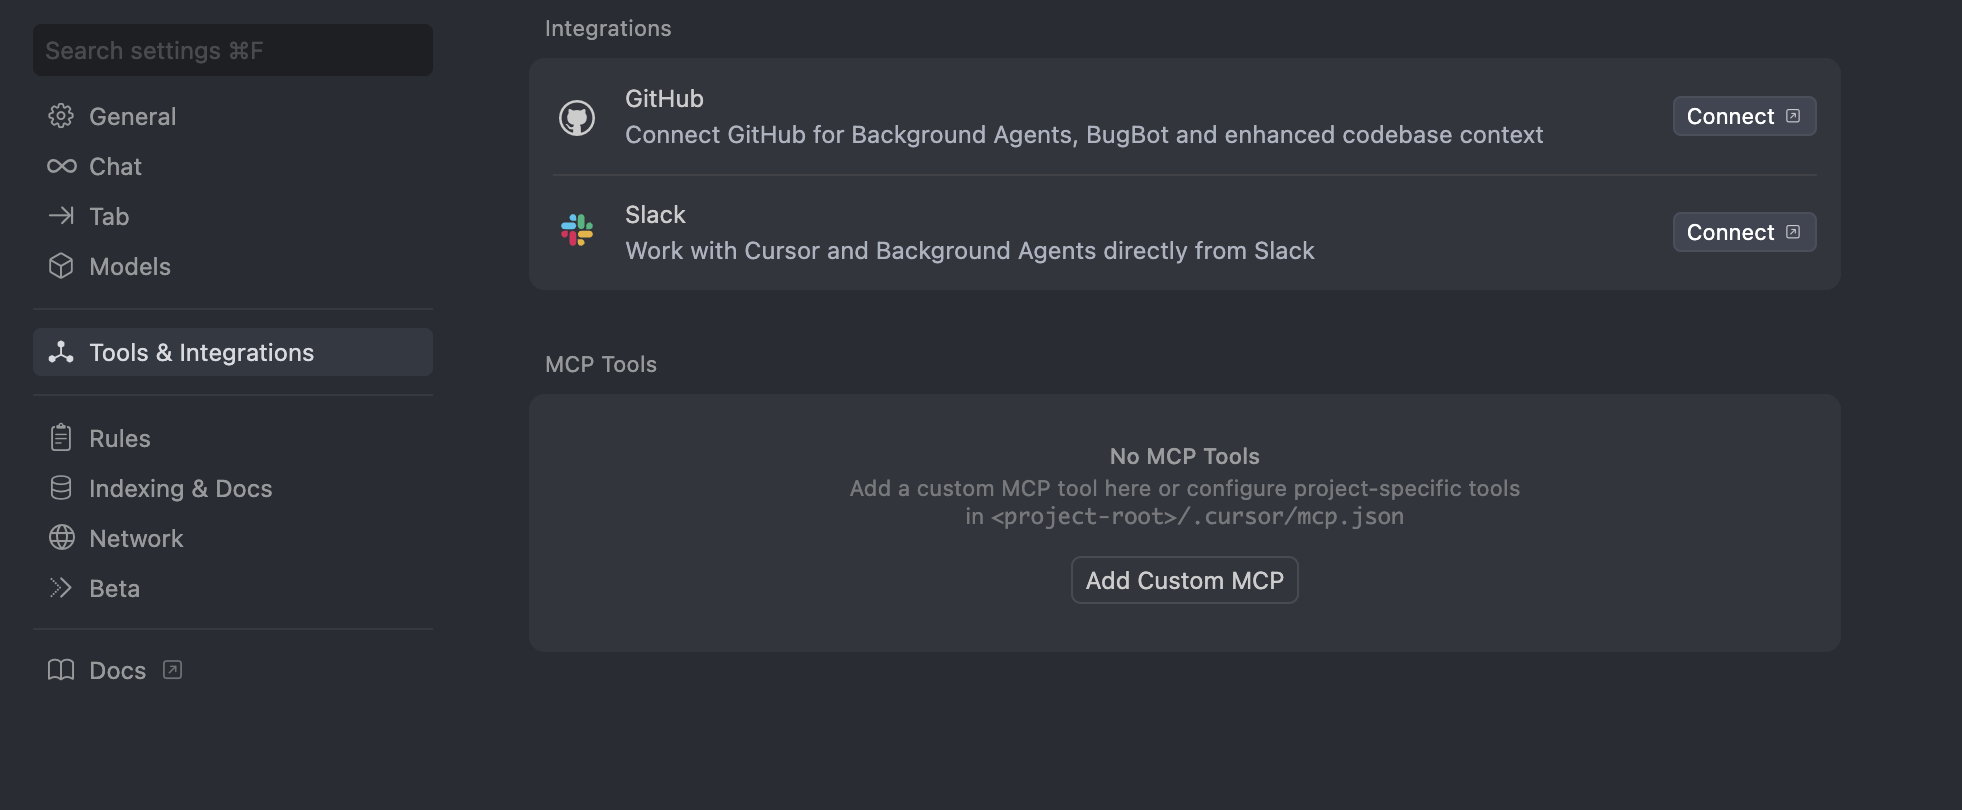 Search settings ⌘F
General
Chat
Tab
Models
Tools & Integrations
Rules
Indexing & Docs
Network
Beta
Docs
Integrations
GitHub
Connect GitHub for Background Agents, BugBot and enhanced codebase context
Connect
Slack
Work with Cursor and Background Agents directly from Slack
Connect
MCP Tools
No MCP Tools
Add a custom MCP tool here or configure project-specific tools
in <project-root>/.cursor/mcp.json
Add Custom MCP